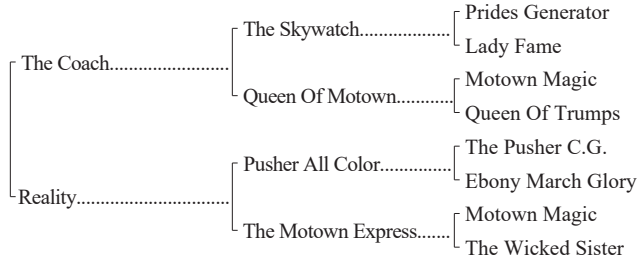 Prides Generator
The Skywatch...................
Lady Fame
The Coach.........................
Motown Magic
Queen Of Motown............
Queen Of Trumps
The Pusher C.G.
Pusher All Color................
Ebony March Glory
Reality................................
Motown Magic
The Motown Express.......
The Wicked Sister